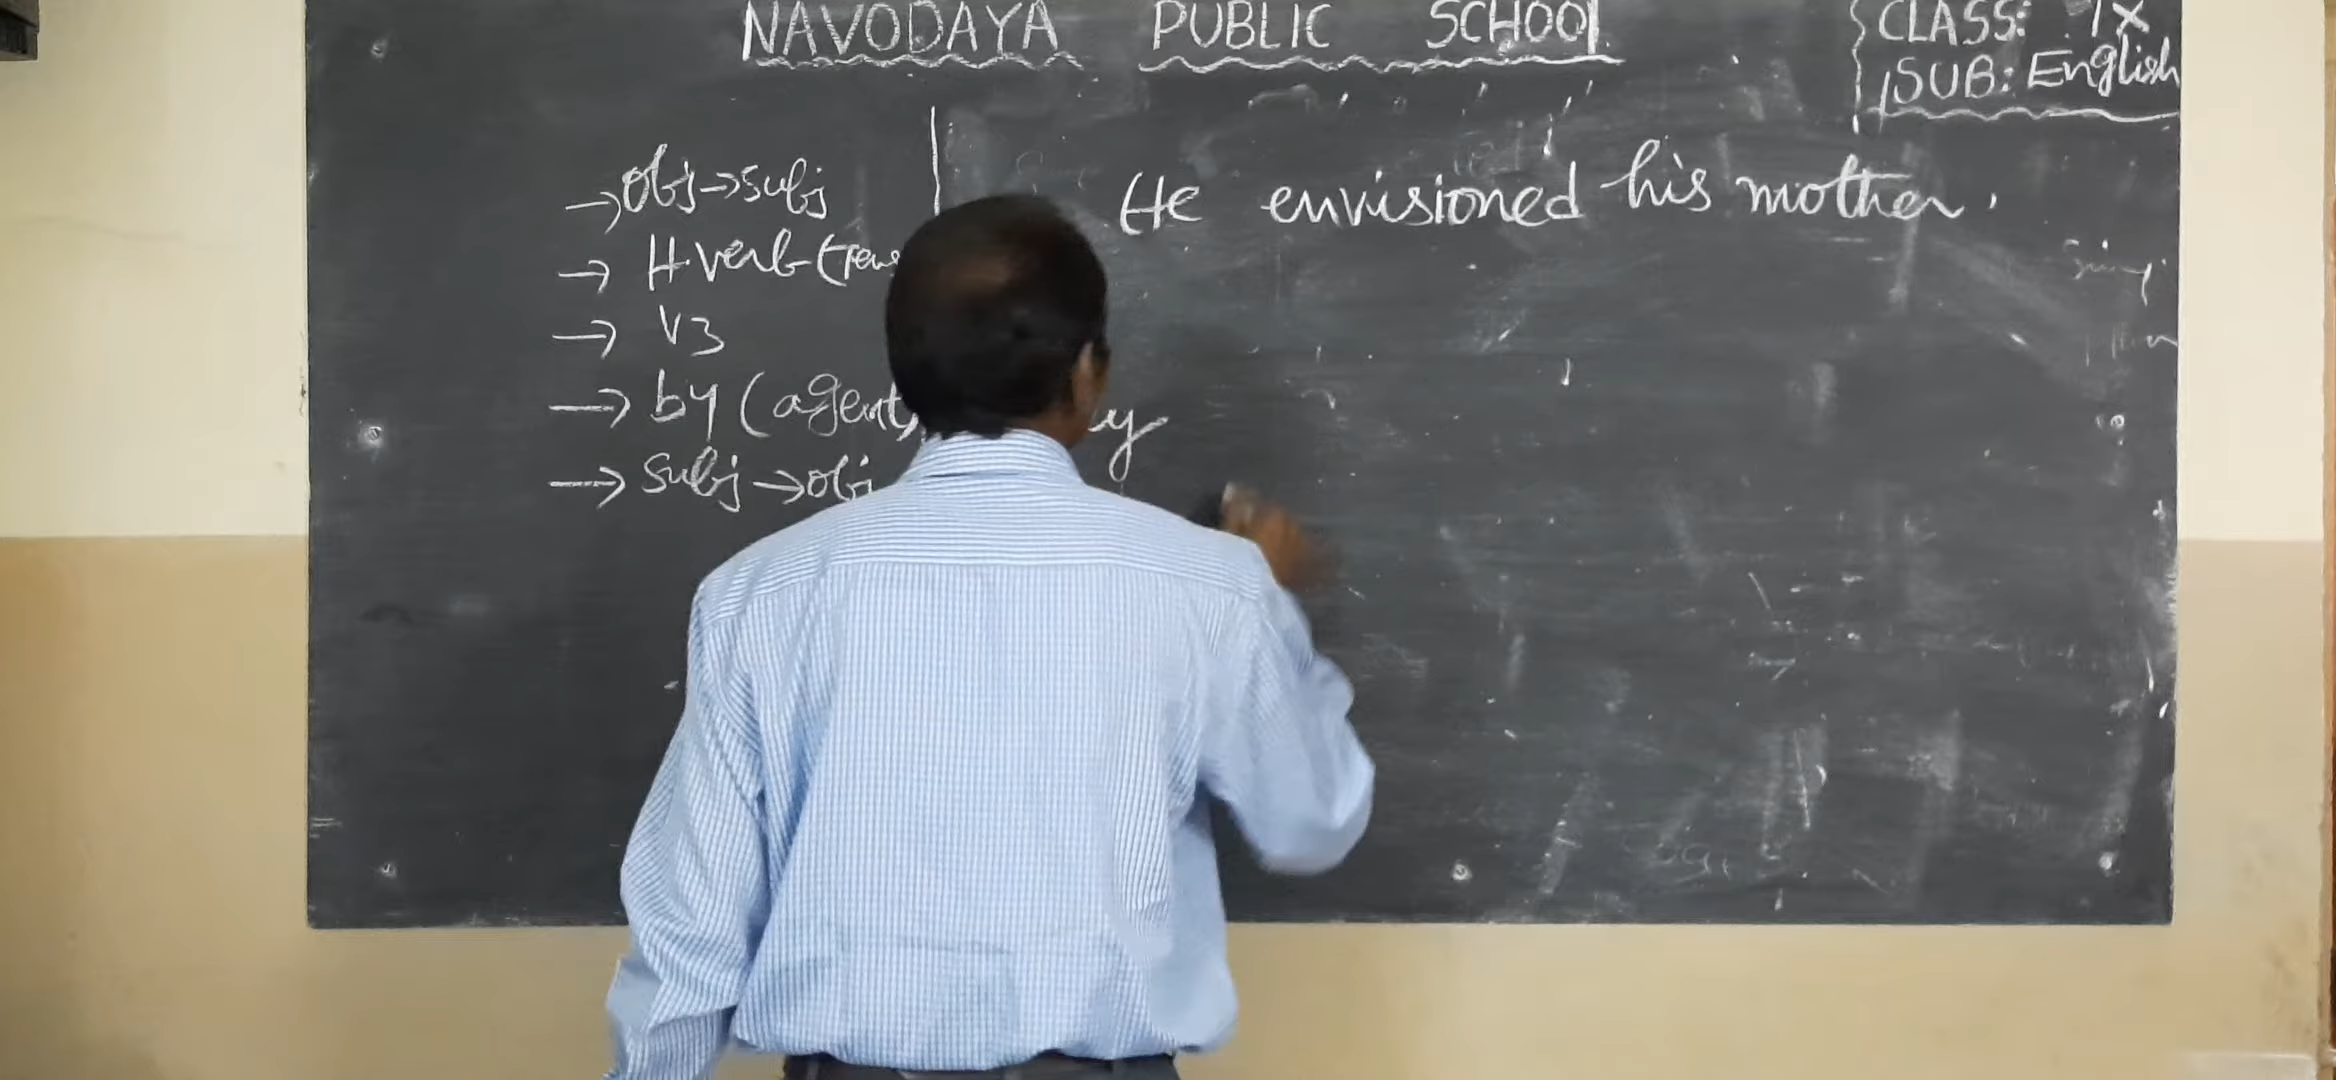 NAVODAYA PUBLIC SCHOOL
CLASS: IX
SUB: English
→ Obj → subj
→ H.verb (tens
→ V3
→ by (agent)
→ subj → obj
He envisioned his mother.